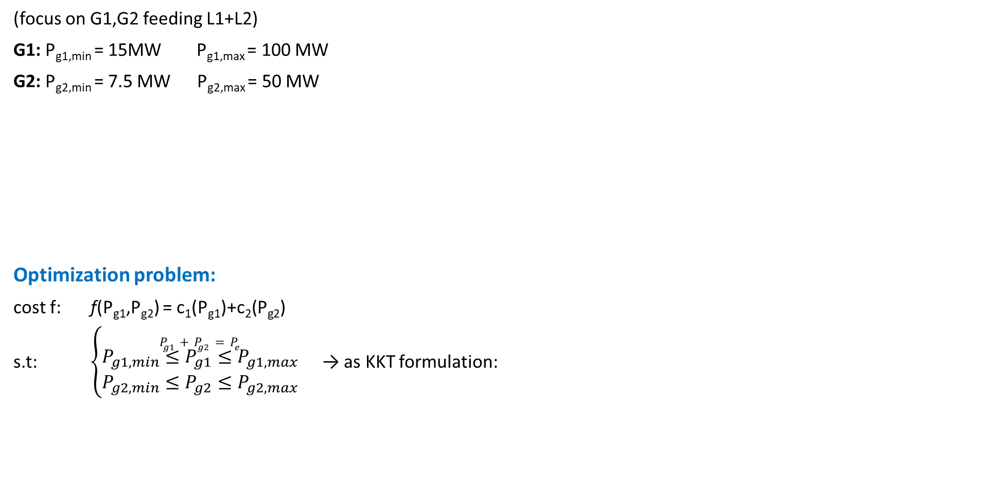 (focus on G1,G2 feeding L1+L2)
G1: Pg1,min = 15MW Pg1,max = 100 MW
G2: Pg2,min = 7.5 MW Pg2,max = 50 MW
Optimization problem:
cost f: f(Pg1,Pg2) = c1(Pg1)+c2(Pg2)
Pg1 + Pg2 = Pe
s.t: Pg1,min ≤ Pg1 ≤ Pg1,max → as KKT formulation:
Pg2,min ≤ Pg2 ≤ Pg2,max